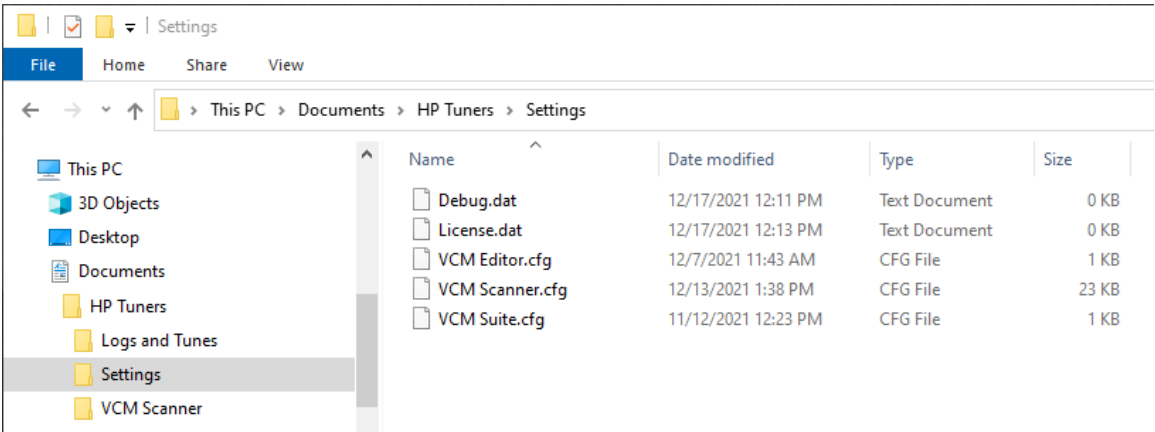 Settings
File Home Share View
This PC > Documents > HP Tuners > Settings
Name Date modified Type Size
This PC
3D Objects
Desktop
Documents
HP Tuners
Logs and Tunes
Settings
VCM Scanner
Debug.dat 12/17/2021 12:11 PM Text Document 0 KB
License.dat 12/17/2021 12:13 PM Text Document 0 KB
VCM Editor.cfg 12/7/2021 11:43 AM CFG File 1 KB
VCM Scanner.cfg 12/13/2021 1:38 PM CFG File 23 KB
VCM Suite.cfg 11/12/2021 12:23 PM CFG File 1 KB